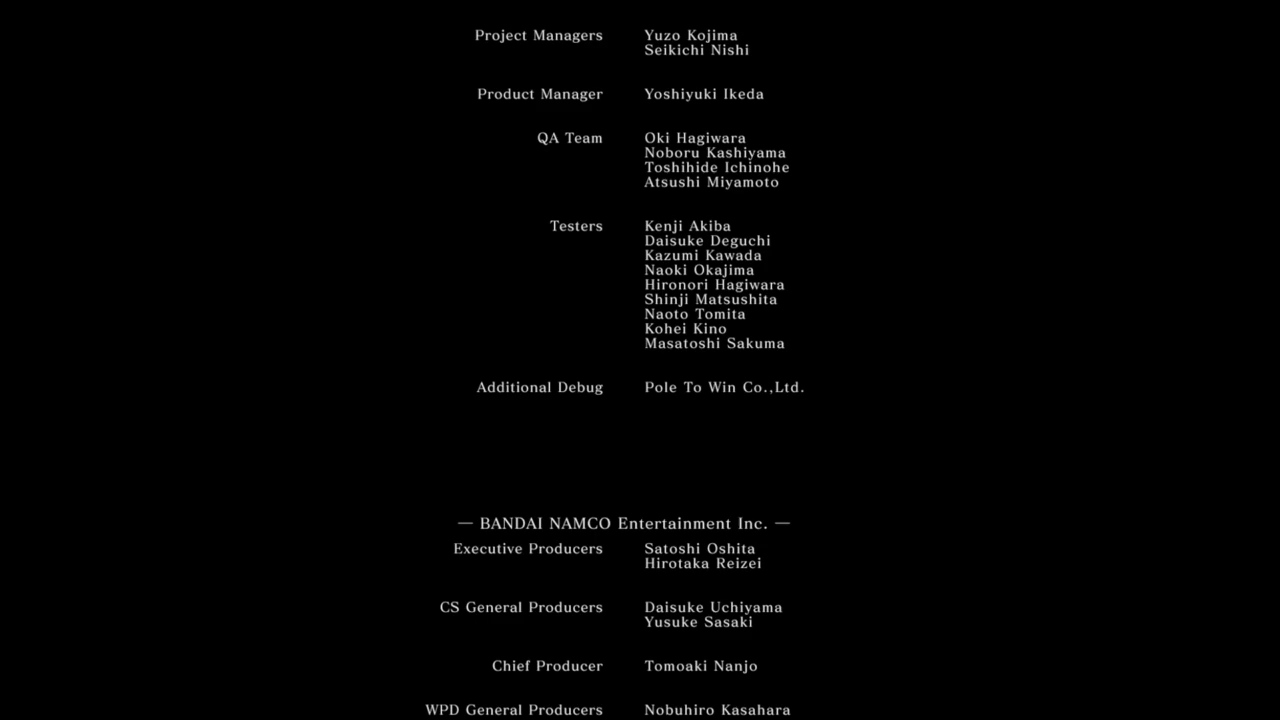 Project Managers Yuzo Kojima
Seikichi Nishi
Product Manager Yoshiyuki Ikeda
QA Team Oki Hagiwara
Noboru Kashiyama
Toshihide Ichinohe
Atsushi Miyamoto
Testers Kenji Akiba
Daisuke Deguchi
Kazumi Kawada
Naoki Okajima
Hironori Hagiwara
Shinji Matsushita
Naoto Tomita
Kohei Kino
Masatoshi Sakuma
Additional Debug Pole To Win Co.,Ltd.
— BANDAI NAMCO Entertainment Inc. —
Executive Producers Satoshi Oshita
Hirotaka Reizei
CS General Producers Daisuke Uchiyama
Yusuke Sasaki
Chief Producer Tomoaki Nanjo
WPD General Producers Nobuhiro Kasahara